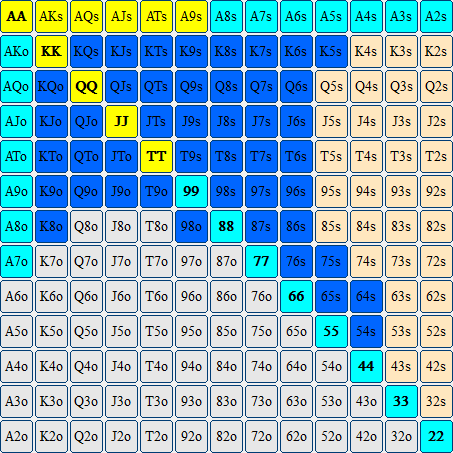 AA AKs AQs AJs ATs A9s A8s A7s A6s A5s A4s A3s A2s
AKo KK KQs KJs KTs K9s K8s K7s K6s K5s K4s K3s K2s
AQo KQo QQ QJs QTs Q9s Q8s Q7s Q6s Q5s Q4s Q3s Q2s
AJo KJo QJo JJ JTs J9s J8s J7s J6s J5s J4s J3s J2s
ATo KTo QTo JTo TT T9s T8s T7s T6s T5s T4s T3s T2s
A9o K9o Q9o J9o T9o 99 98s 97s 96s 95s 94s 93s 92s
A8o K8o Q8o J8o T8o 98o 88 87s 86s 85s 84s 83s 82s
A7o K7o Q7o J7o T7o 97o 87o 77 76s 75s 74s 73s 72s
A6o K6o Q6o J6o T6o 96o 86o 76o 66 65s 64s 63s 62s
A5o K5o Q5o J5o T5o 95o 85o 75o 65o 55 54s 53s 52s
A4o K4o Q4o J4o T4o 94o 84o 74o 64o 54o 44 43s 42s
A3o K3o Q3o J3o T3o 93o 83o 73o 63o 53o 43o 33 32s
A2o K2o Q2o J2o T2o 92o 82o 72o 62o 52o 42o 32o 22